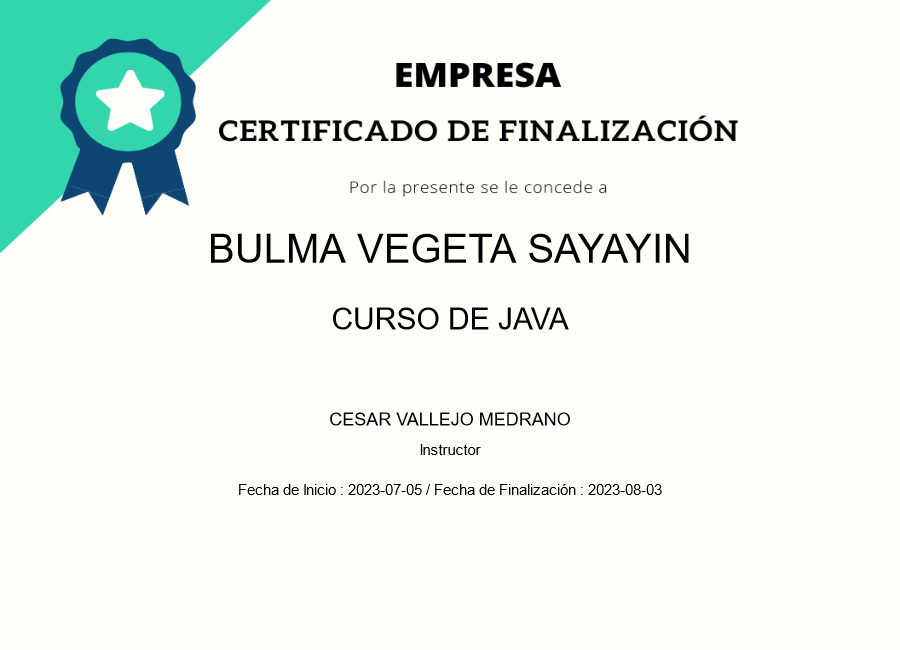 EMPRESA
CERTIFICADO DE FINALIZACIÓN
Por la presente se le concede a
BULMA VEGETA SAYAYIN
CURSO DE JAVA
CESAR VALLEJO MEDRANO
Instructor
Fecha de Inicio : 2023-07-05 / Fecha de Finalización : 2023-08-03